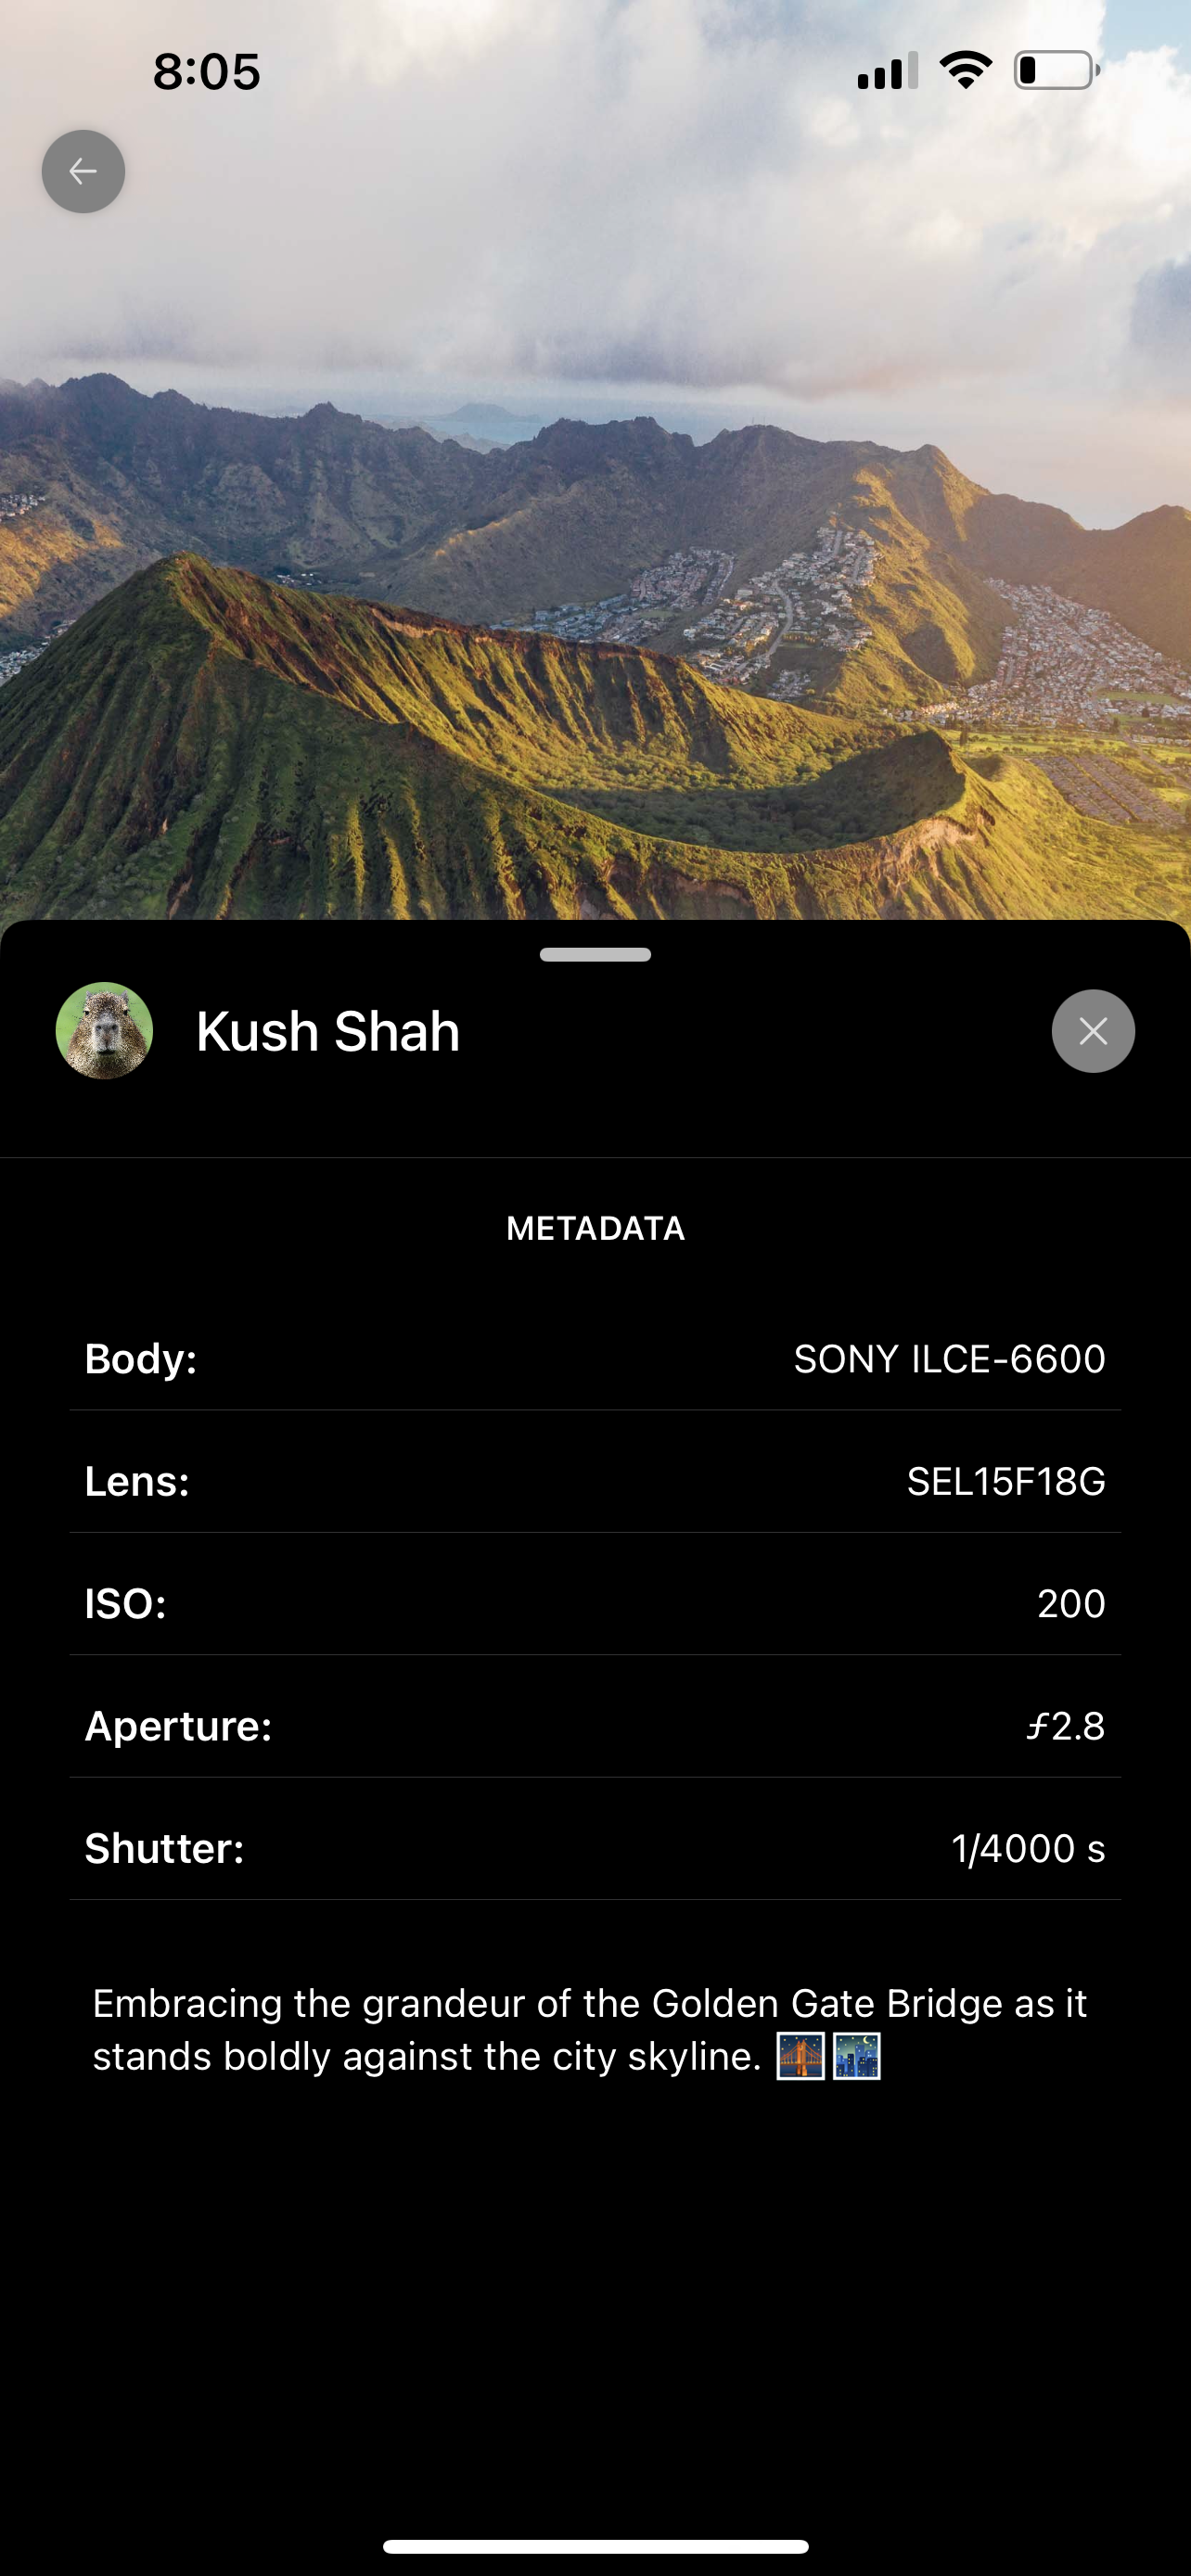 8:05
Kush Shah
METADATA
Body: SONY ILCE-6600
Lens: SEL15F18G
ISO: 200
Aperture: ƒ2.8
Shutter: 1/4000 s
Embracing the grandeur of the Golden Gate Bridge as it
stands boldly against the city skyline. 🌉🌃